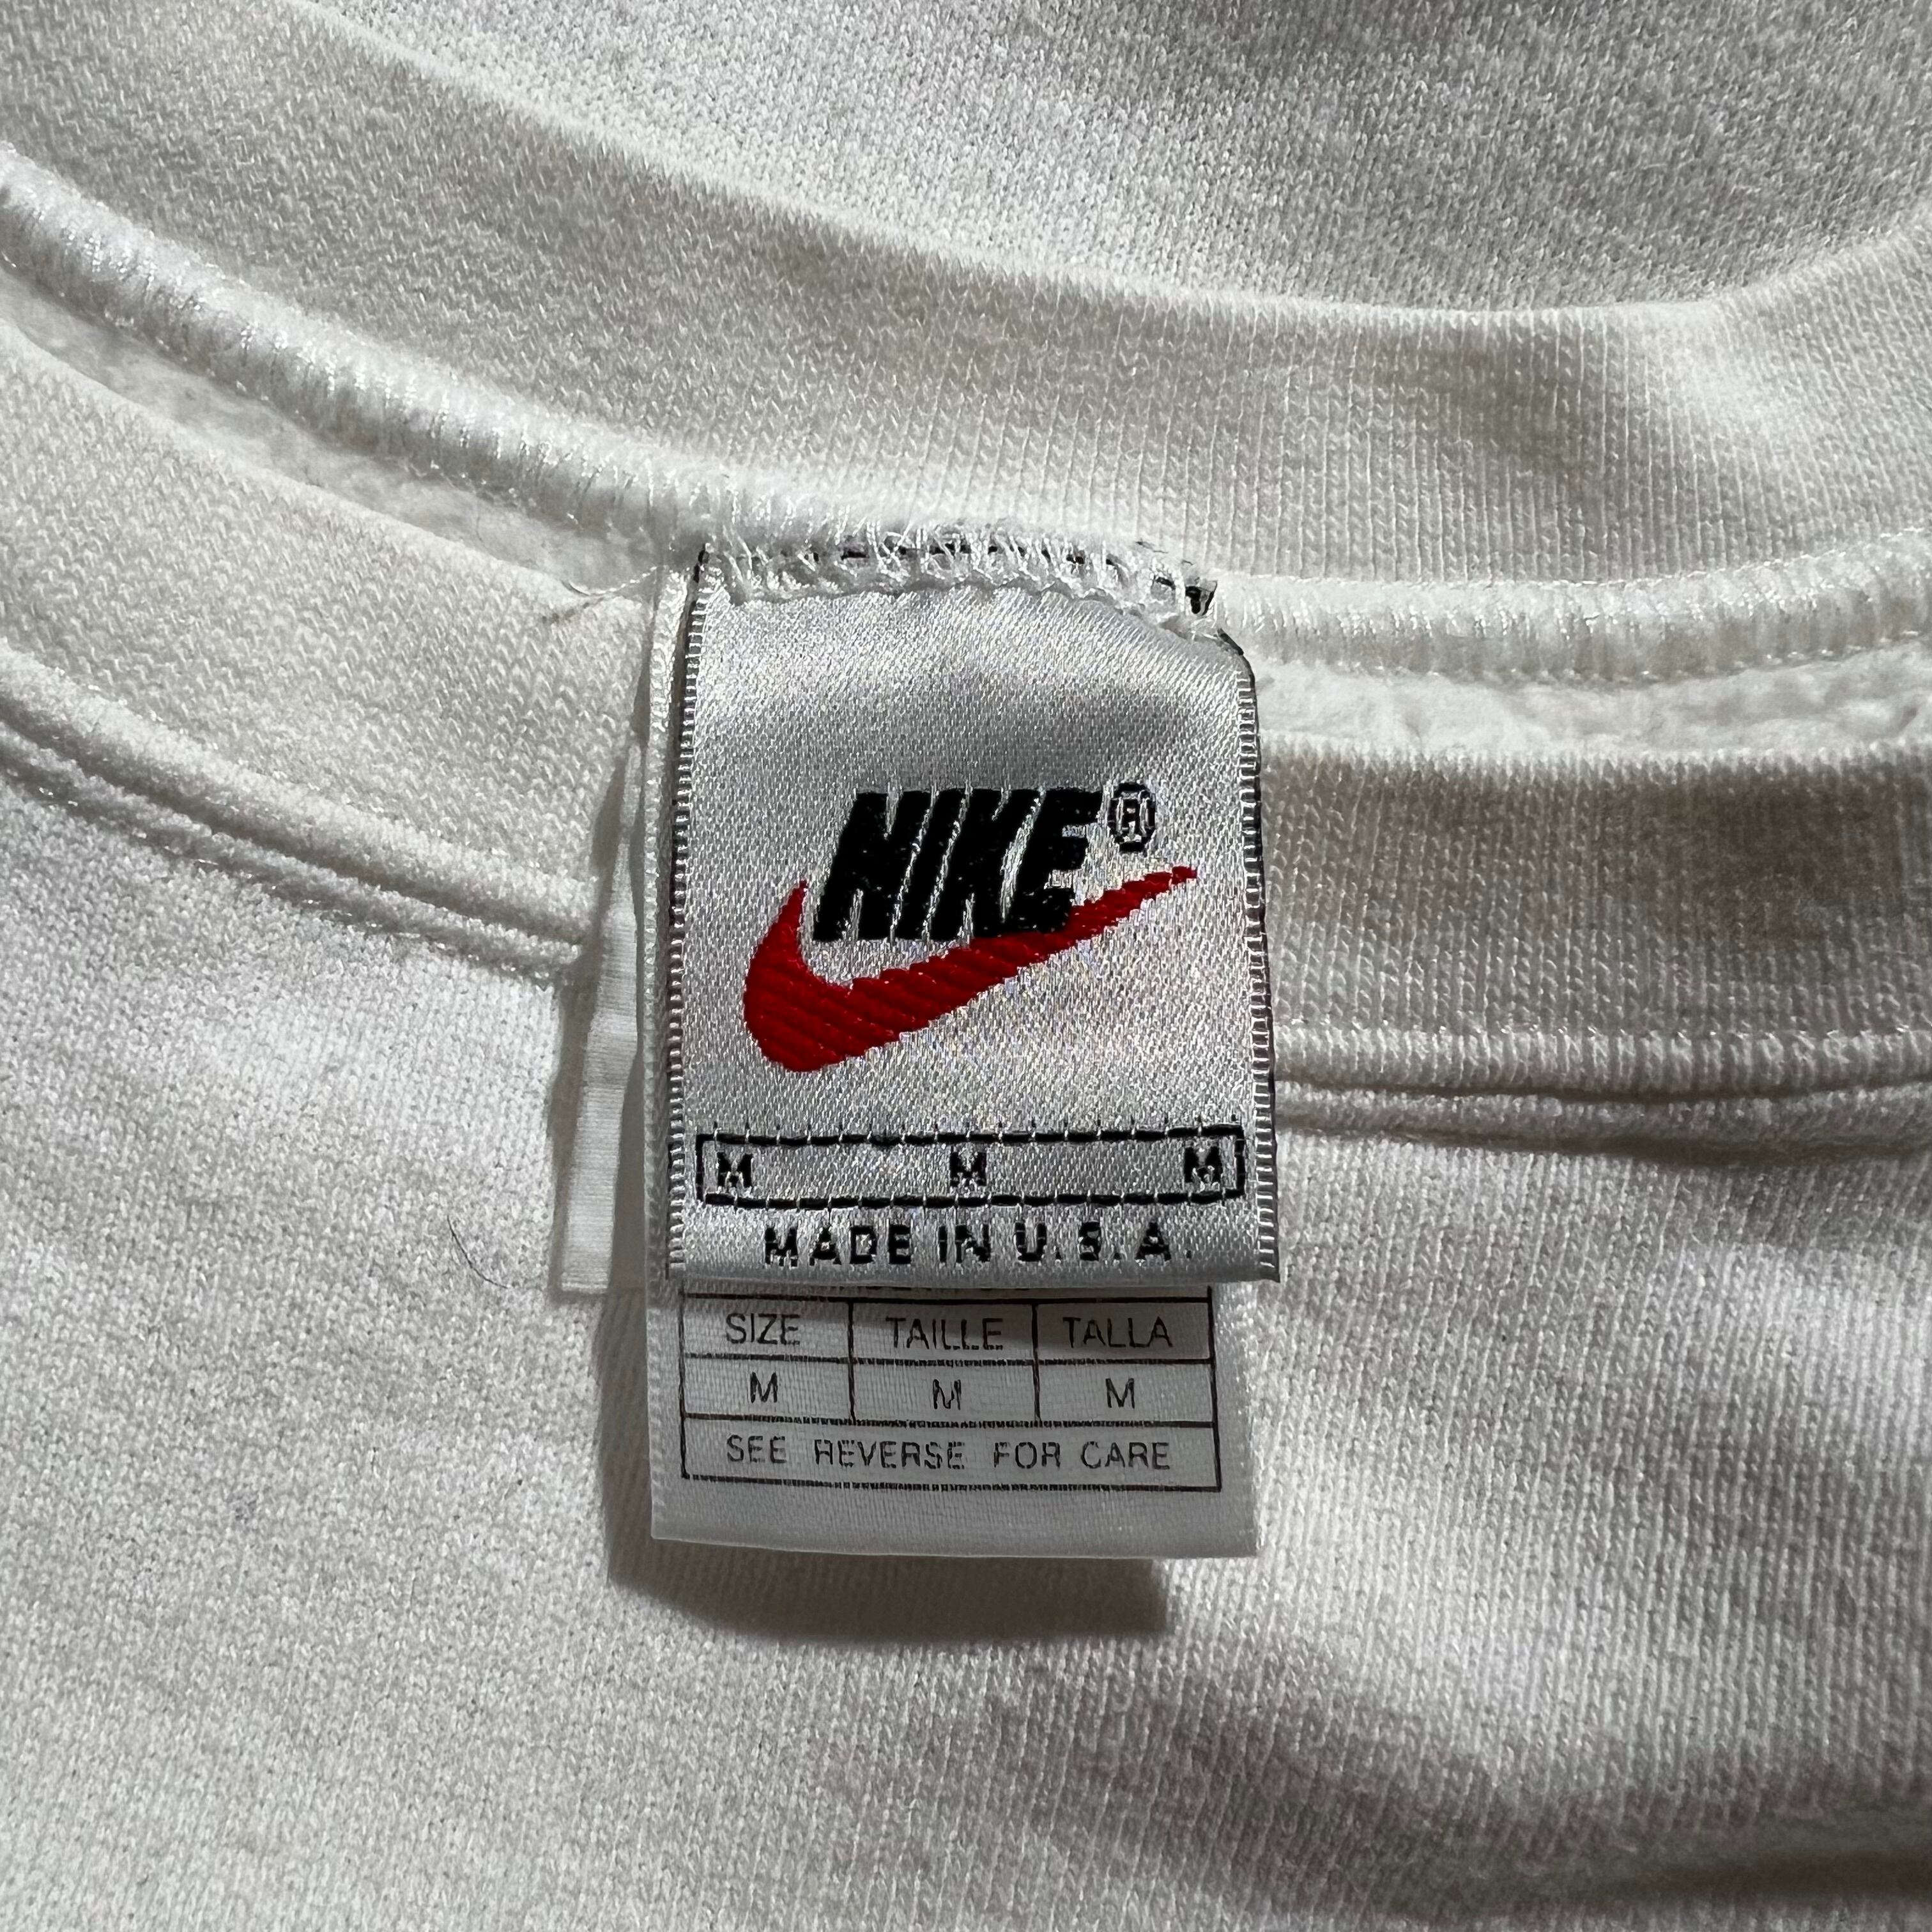 NIKE®
M M M
MADE IN U.S.A.
SIZE TAILLE TALLA
M M M
SEE REVERSE FOR CARE